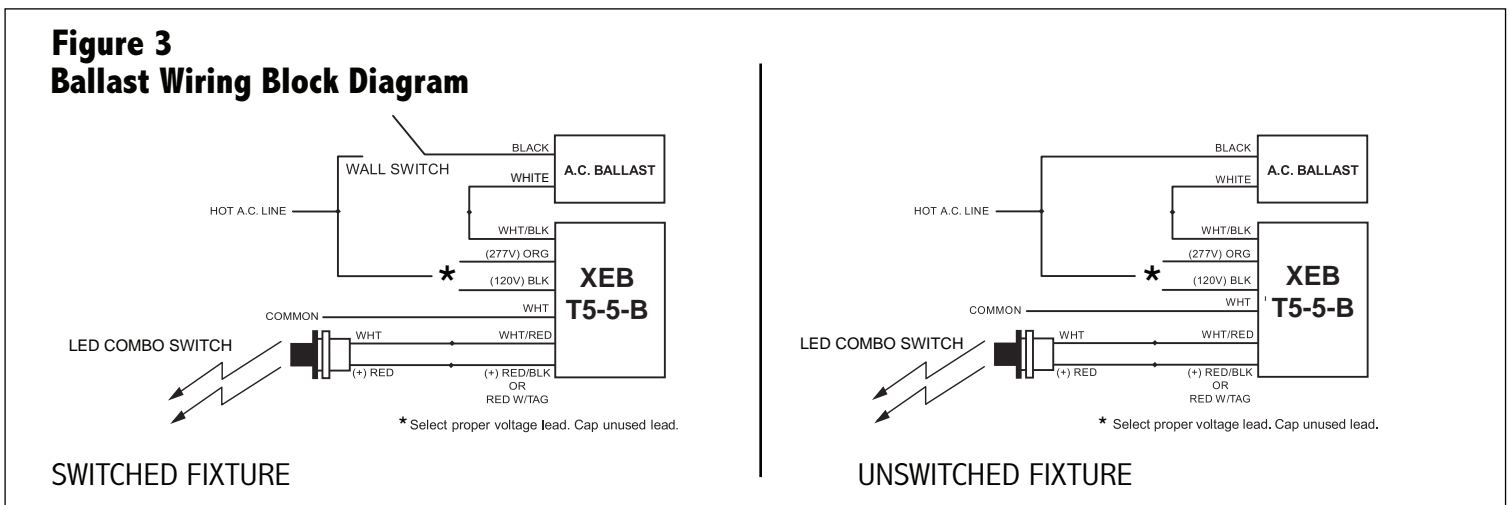 Figure 3
Ballast Wiring Block Diagram
BLACK
WALL SWITCH
A.C. BALLAST
WHITE
HOT A.C. LINE
WHT/BLK
(277V) ORG
*
(120V) BLK
XEB
T5-5-B
WHT
COMMON
LED COMBO SWITCH
WHT
WHT/RED
(+) RED
(+) RED/BLK
OR
RED W/TAG
* Select proper voltage lead. Cap unused lead.
SWITCHED FIXTURE
BLACK
A.C. BALLAST
WHITE
HOT A.C. LINE
WHT/BLK
(277V) ORG
*
(120V) BLK
XEB
T5-5-B
WHT
COMMON
LED COMBO SWITCH
WHT
WHT/RED
(+) RED
(+) RED/BLK
OR
RED W/TAG
* Select proper voltage lead. Cap unused lead.
UNSWITCHED FIXTURE